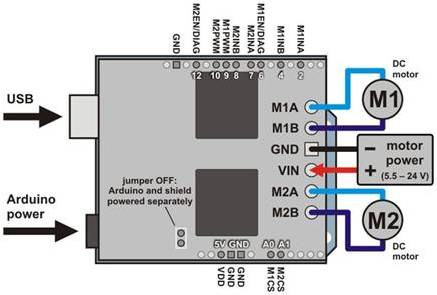 GND
M2EN/DIAG
M2PWM
M1PWM
M2INB
M2INA
M1EN/DIAG
M1INB
M1INA
12
10
9
8
7
6
4
2
DC
motor
USB
M1A
M1
M1B
GND
–
motor
power
VIN
+
(5.5 – 24 V)
jumper OFF:
Arduino and shield
powered separately
M2A
Arduino
power
M2B
M2
5V GND
A0 A1
DC
motor
VDD
GND
GND
M1CS
M2CS